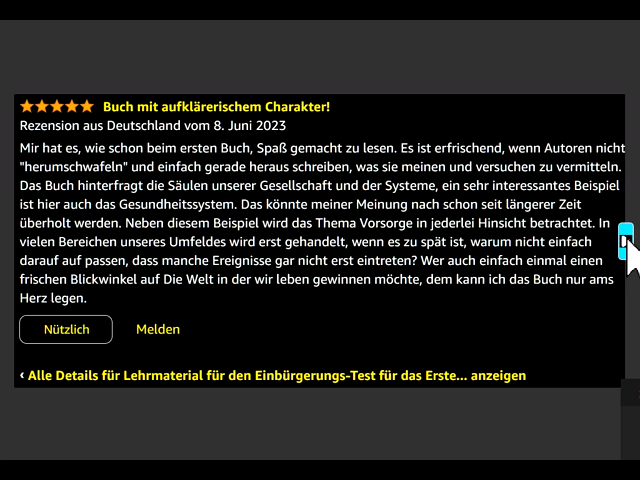 Buch mit aufklärerischem Charakter!
Rezension aus Deutschland vom 8. Juni 2023
Mir hat es, wie schon beim ersten Buch, Spaß gemacht zu lesen. Es ist erfrischend, wenn Autoren nicht
"herumschwafeln" und einfach gerade heraus schreiben, was sie meinen und versuchen zu vermitteln.
Das Buch hinterfragt die Säulen unserer Gesellschaft und der Systeme, ein sehr interessantes Beispiel
ist hier auch das Gesundheitssystem. Das könnte meiner Meinung nach schon seit längerer Zeit
überholt werden. Neben diesem Beispiel wird das Thema Vorsorge in jederlei Hinsicht betrachtet. In
vielen Bereichen unseres Umfeldes wird erst gehandelt, wenn es zu spät ist, warum nicht einfach
darauf auf passen, dass manche Ereignisse gar nicht erst eintreten? Wer auch einfach einmal einen
frischen Blickwinkel auf Die Welt in der wir leben gewinnen möchte, dem kann ich das Buch nur ams
Herz legen.
Nützlich Melden
‹ Alle Details für Lehrmaterial für den Einbürgerungs-Test für das Erste... anzeigen